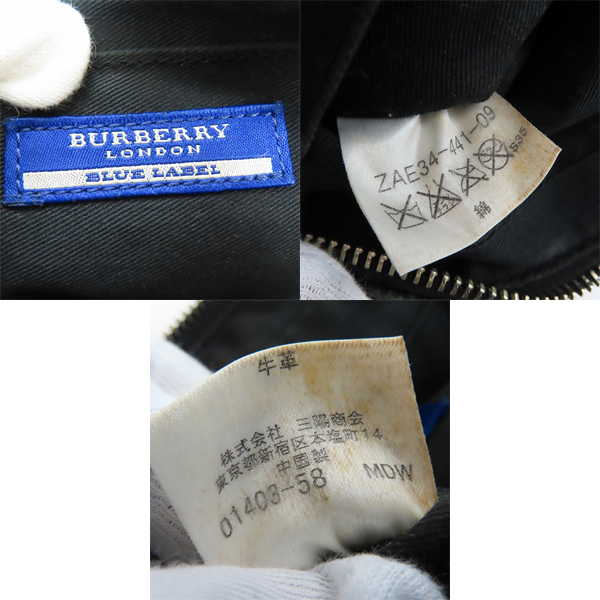 BURBERRY
LONDON
BLUE LABEL
ZAE34-441-09
S35
綿
牛革
株式会社 三陽商会
東京都新宿区本塩町14
中国製
01403-58 MDW